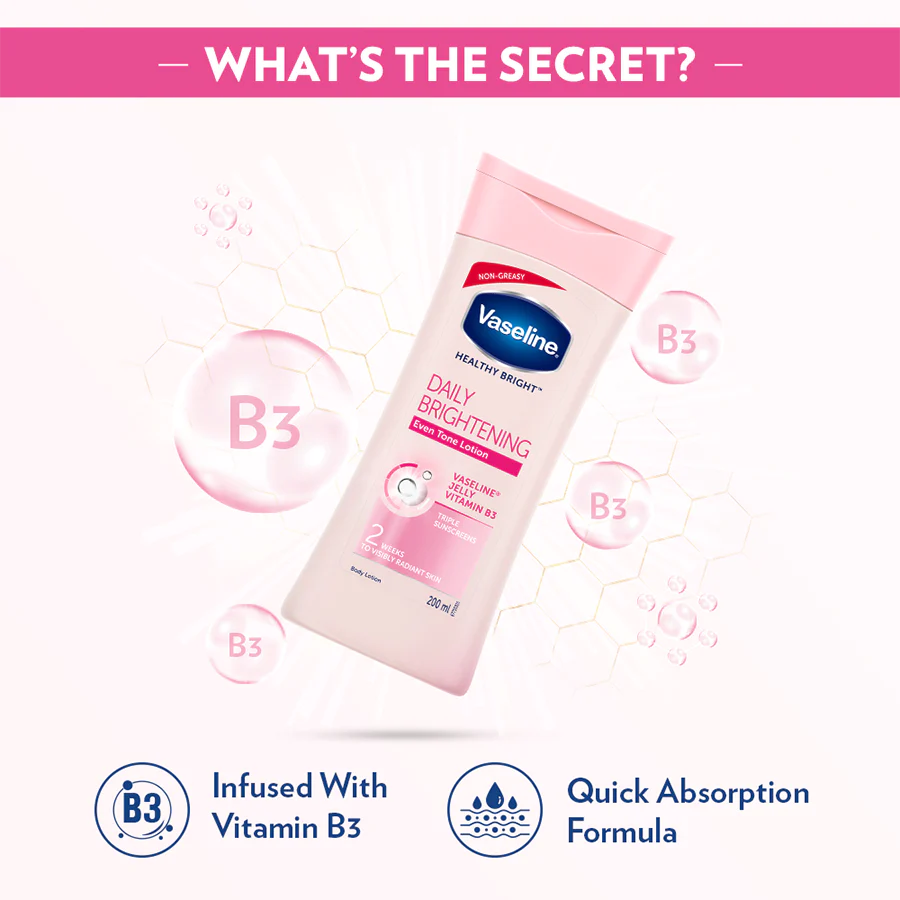 — WHAT'S THE SECRET? —
NON-GREASY
Vaseline®
HEALTHY BRIGHT™
DAILY
BRIGHTENING
Even Tone Lotion
VASELINE®
JELLY
VITAMIN B3
TRIPLE
SUNSCREENS
2 WEEKS
TO VISIBLY RADIANT SKIN
Body Lotion
200 ml
B3
B3
B3
B3
B3
Infused With
Vitamin B3
Quick Absorption
Formula